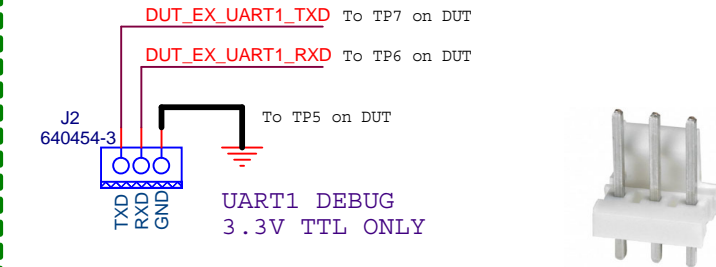 DUT_EX_UART1_TXD To TP7 on DUT
DUT_EX_UART1_RXD To TP6 on DUT
J2
640454-3
To TP5 on DUT
TXD
RXD
GND
UART1 DEBUG
3.3V TTL ONLY